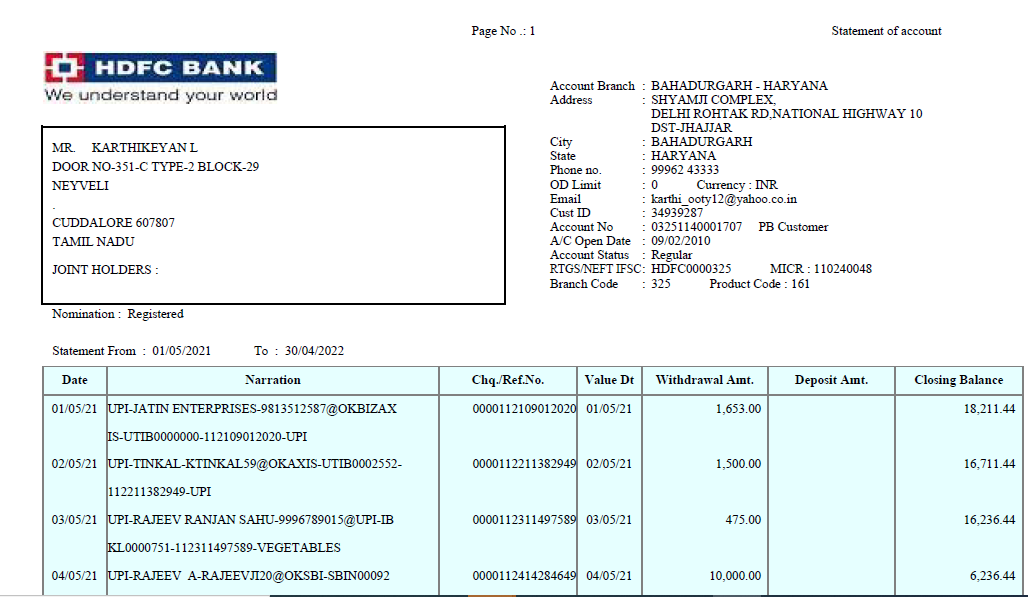 Page No .: 1 Statement of account
HDFC BANK
We understand your world
Account Branch : BAHADURGARH - HARYANA
Address : SHYAMJI COMPLEX,
DELHI ROHTAK RD,NATIONAL HIGHWAY 10
DST-JHAJJAR
City : BAHADURGARH
State : HARYANA
Phone no. : 99962 43333
OD Limit : 0 Currency : INR
Email : karthi_ooty12@yahoo.co.in
Cust ID : 34939287
Account No : 03251140001707 PB Customer
A/C Open Date : 09/02/2010
Account Status : Regular
RTGS/NEFT IFSC: HDFC0000325 MICR : 110240048
Branch Code : 325 Product Code : 161
MR. KARTHIKEYAN L
DOOR NO-351-C TYPE-2 BLOCK-29
NEYVELI
.
CUDDALORE 607807
TAMIL NADU
JOINT HOLDERS :
Nomination : Registered
Statement From : 01/05/2021 To : 30/04/2022
Date Narration Chq./Ref.No. Value Dt Withdrawal Amt. Deposit Amt. Closing Balance
01/05/21 UPI-JATIN ENTERPRISES-9813512587@OKBIZAX 0000112109012020 01/05/21 1,653.00 18,211.44
IS-UTIB0000000-112109012020-UPI
02/05/21 UPI-TINKAL-KTINKAL59@OKAXIS-UTIB0002552- 0000112211382949 02/05/21 1,500.00 16,711.44
112211382949-UPI
03/05/21 UPI-RAJEEV RANJAN SAHU-9996789015@UPI-IB 0000112311497589 03/05/21 475.00 16,236.44
KL0000751-112311497589-VEGETABLES
04/05/21 UPI-RAJEEV A-RAJEEVJI20@OKSBI-SBIN00092 0000112414284649 04/05/21 10,000.00 6,236.44